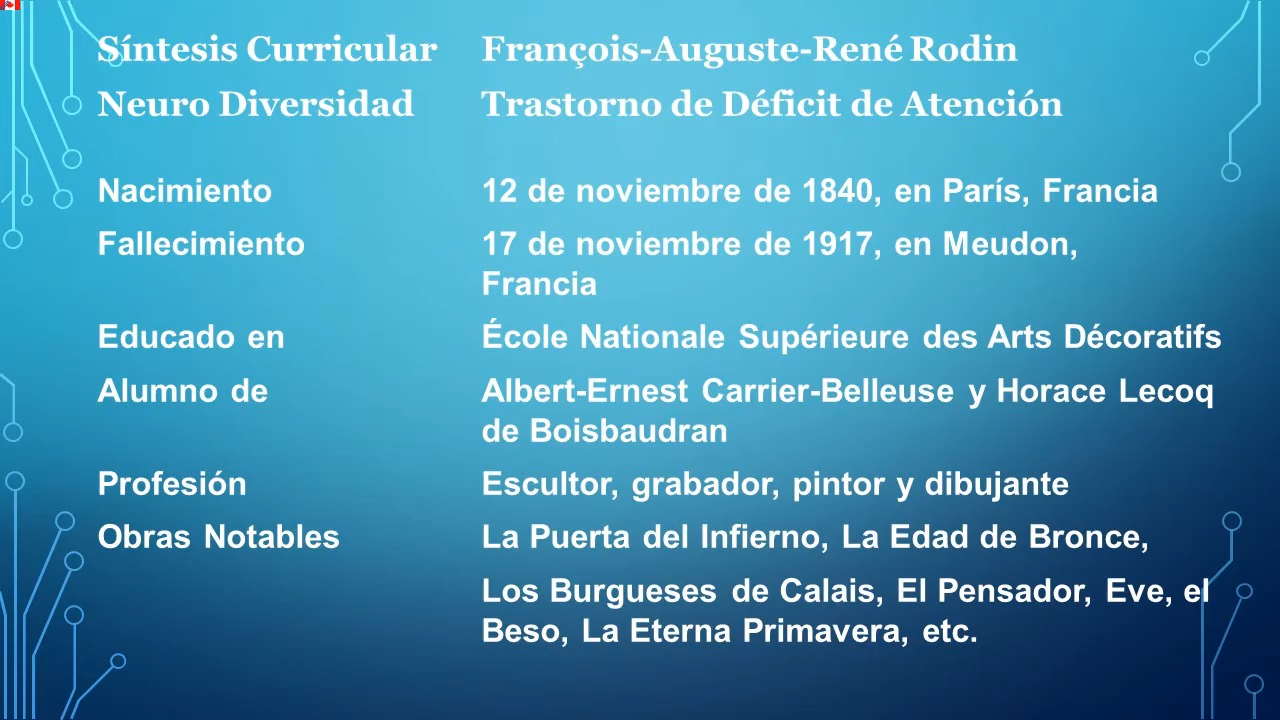 Síntesis Curricular François-Auguste-René Rodin
Neuro Diversidad Trastorno de Déficit de Atención
Nacimiento 12 de noviembre de 1840, en París, Francia
Fallecimiento 17 de noviembre de 1917, en Meudon,
Francia
Educado en École Nationale Supérieure des Arts Décoratifs
Alumno de Albert-Ernest Carrier-Belleuse y Horace Lecoq
de Boisbaudran
Profesión Escultor, grabador, pintor y dibujante
Obras Notables La Puerta del Infierno, La Edad de Bronce,
Los Burgueses de Calais, El Pensador, Eve, el
Beso, La Eterna Primavera, etc.